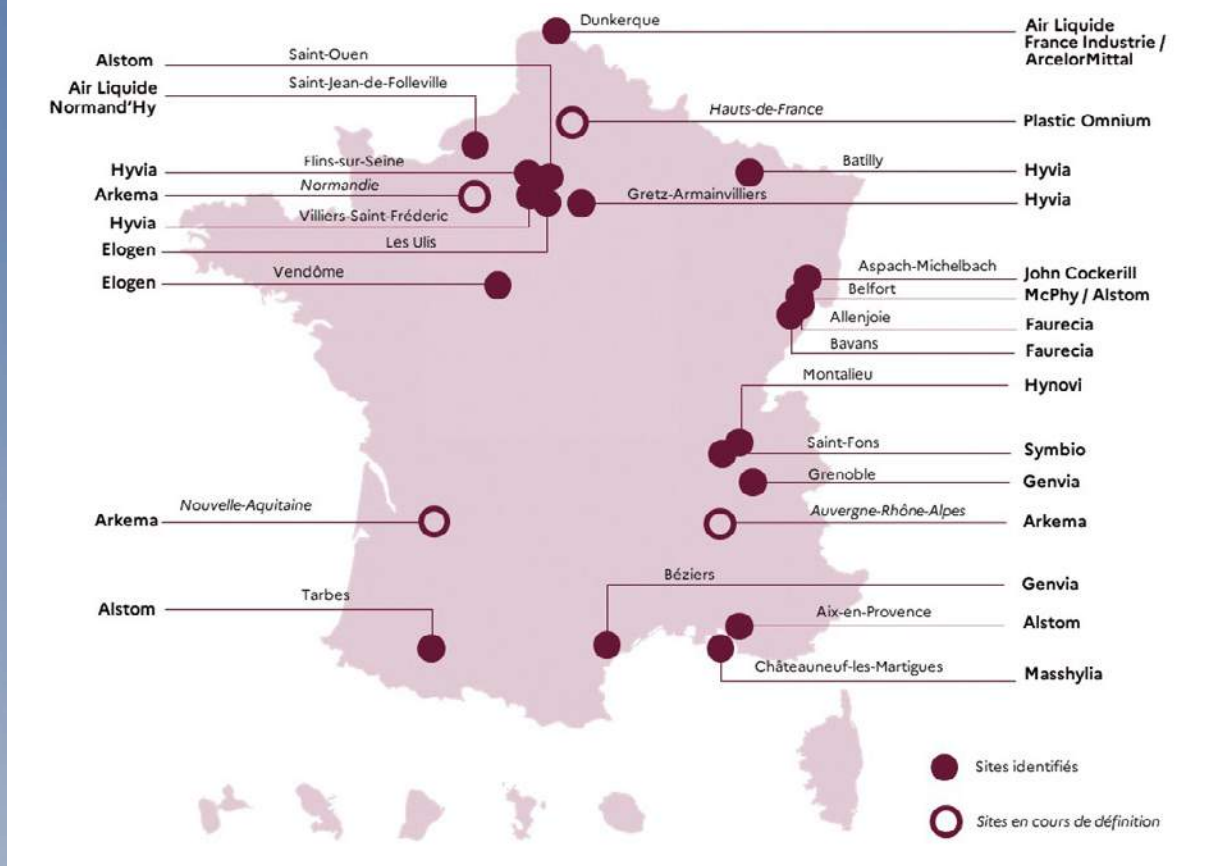 Dunkerque
Air Liquide
France Industrie /
ArcelorMittal
Alstom
Saint-Ouen
Air Liquide
Normand'Hy
Saint-Jean-de-Folleville
Hauts-de-France
Plastic Omnium
Hyvia
Flins-sur-Seine
Batilly
Hyvia
Arkema
Normandie
Gretz-Armainvilliers
Hyvia
Hyvia
Villiers-Saint-Fréderic
Elogen
Les Ulis
Elogen
Vendôme
Aspach-Michelbach
John Cockerill
Belfort
McPhy / Alstom
Allenjoie
Faurecia
Bavans
Faurecia
Montalieu
Hynovi
Saint-Fons
Symbio
Grenoble
Genvia
Arkema
Nouvelle-Aquitaine
Auvergne-Rhône-Alpes
Arkema
Béziers
Genvia
Alstom
Tarbes
Aix-en-Provence
Alstom
Châteauneuf-les-Martigues
Masshylia
Sites identifiés
Sites en cours de définition